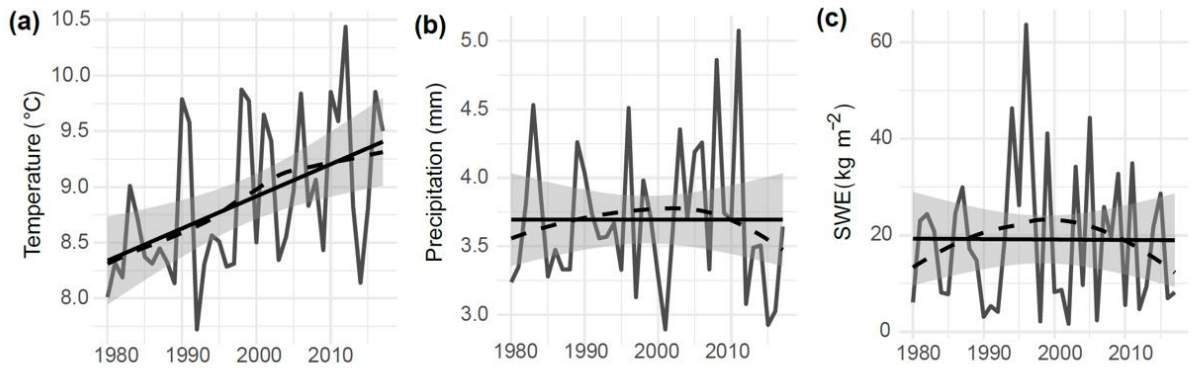 (a)
Temperature (°C)
10.5
10.0
9.5
9.0
8.5
8.0
1980 1990 2000 2010
(b)
Precipitation (mm)
5.0
4.5
4.0
3.5
3.0
1980 1990 2000 2010
(c)
SWE(kg m⁻²)
60
40
20
0
1980 1990 2000 2010